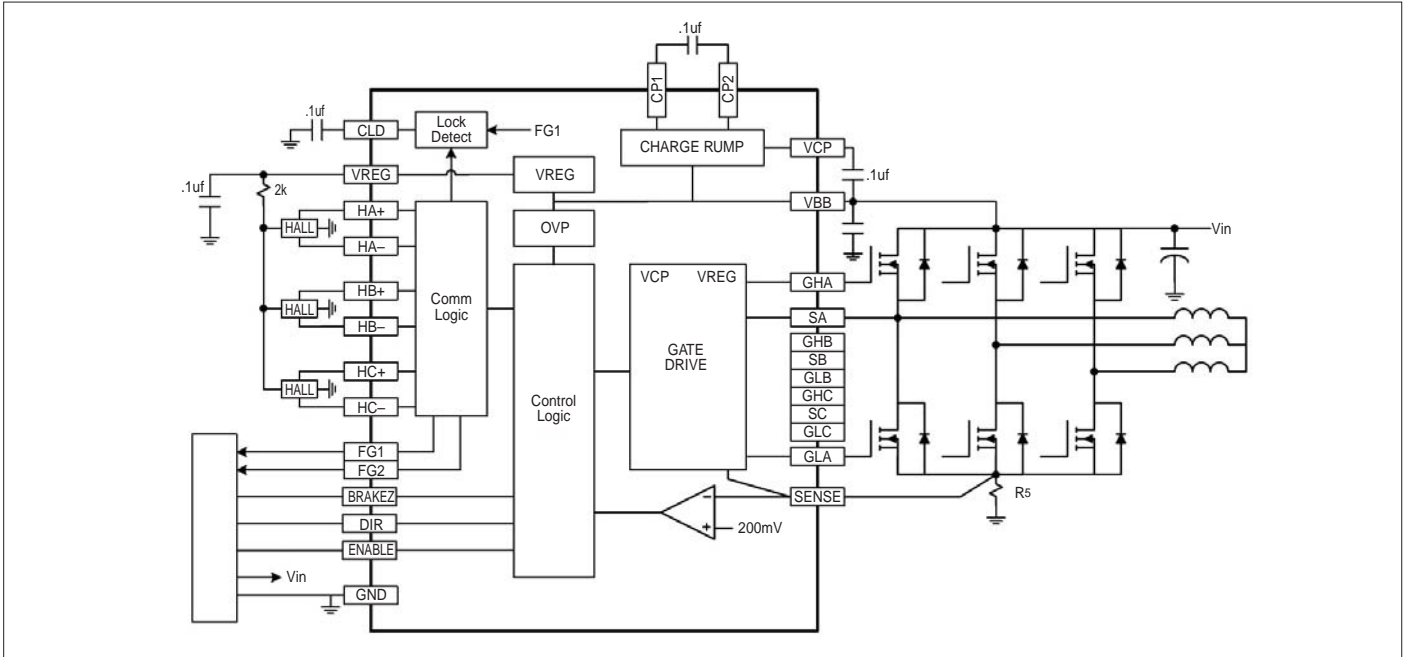 .1uf
CP1
CP2
.1uf
CLD
Lock
Detect
FG1
CHARGE RUMP
VCP
.1uf
VREG
VREG
2k
.1uf
VBB
HA+
HALL
HA–
OVP
Vin
VCP VREG
GHA
HB+
HALL
HB–
Comm
Logic
SA
GHB
SB
GLB
GHC
SC
GLC
GATE
DRIVE
HC+
HALL
HC–
Control
Logic
FG1
FG2
GLA
BRAKEZ
SENSE
R5
DIR
200mV
ENABLE
Vin
GND